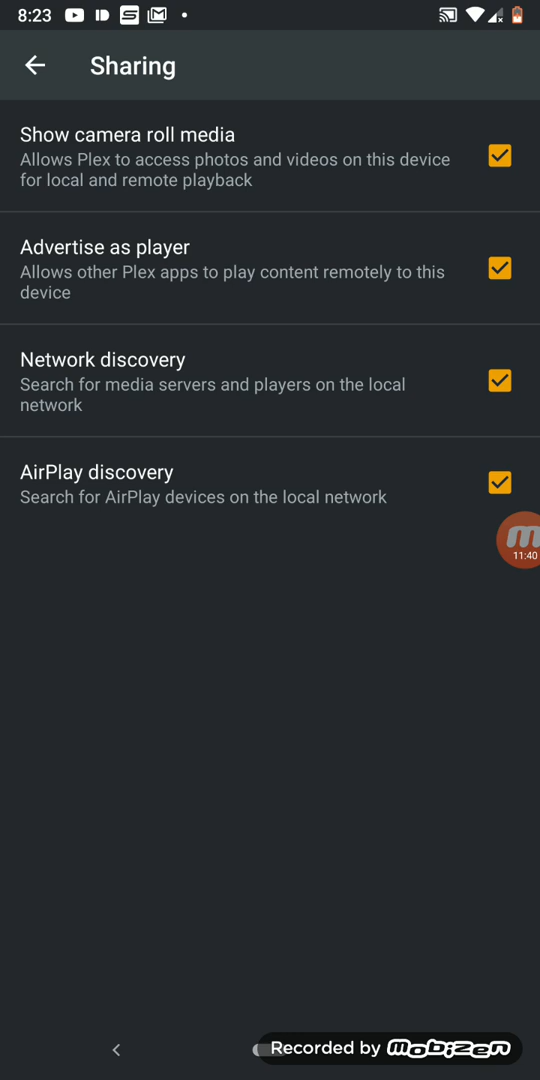 8:23
Sharing
Show camera roll media
Allows Plex to access photos and videos on this device
for local and remote playback
Advertise as player
Allows other Plex apps to play content remotely to this
device
Network discovery
Search for media servers and players on the local
network
AirPlay discovery
Search for AirPlay devices on the local network
11:40
Recorded by mobizen